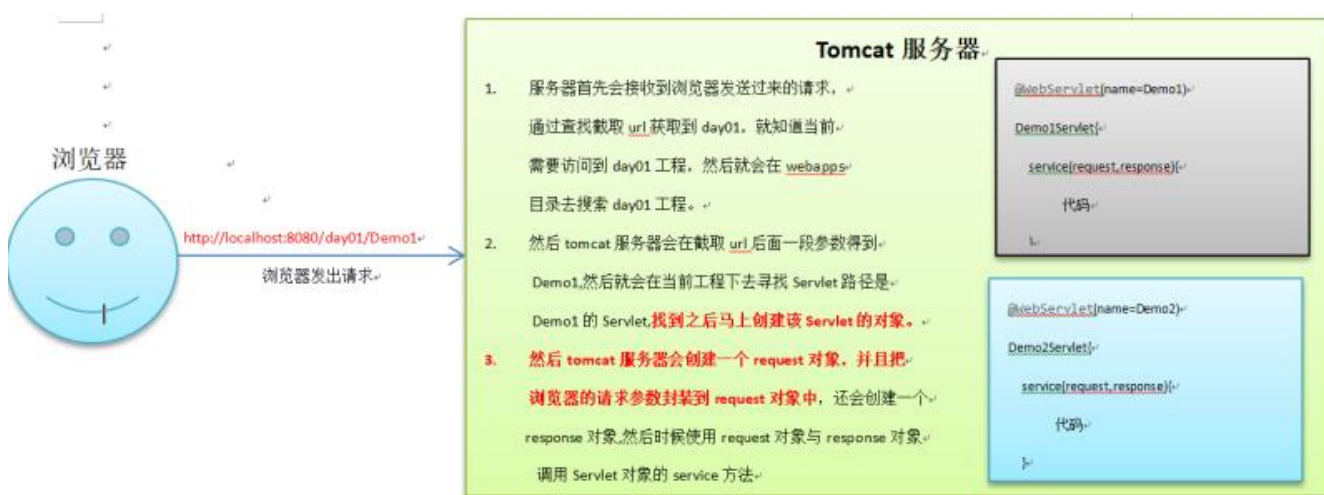 浏览器
http://localhost:8080/day01/Demo1
浏览器发出请求
Tomcat 服务器
1. 服务器首先会接收到浏览器发送过来的请求,
通过查找截取 url 获取到 day01, 就知道当前
需要访问到 day01 工程, 然后就会在 webapps
目录去搜索 day01 工程。
2. 然后 tomcat 服务器会在截取 url 后面一段参数得到
Demo1,然后就会在当前工程下去寻找 Servlet 路径是
Demo1 的 Servlet,找到之后马上创建该 Servlet 的对象。
3. 然后 tomcat 服务器会创建一个 request 对象, 并且把
浏览器的请求参数封装到 request 对象中, 还会创建一个
response 对象,然后时候使用 request 对象与 response 对象
调用 Servlet 对象的 service 方法
@WebServlet(name=Demo1)
Demo1Servlet{
service(request,response){
代码
}
@WebServlet(name=Demo2)
Demo2Servlet{
service(request,response){
代码
}